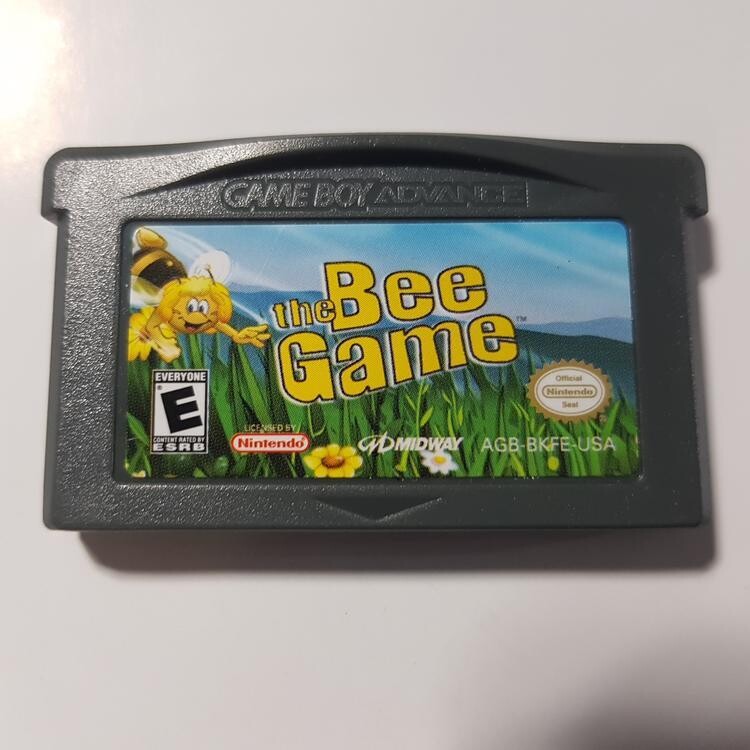 GAME BOY ADVANCE
the Bee
Game™
EVERYONE
E
®
CONTENT RATED BY
ESRB
LICENSED BY
Nintendo®
MIDWAY
AGB-BKFE-USA
Official
Nintendo
Seal